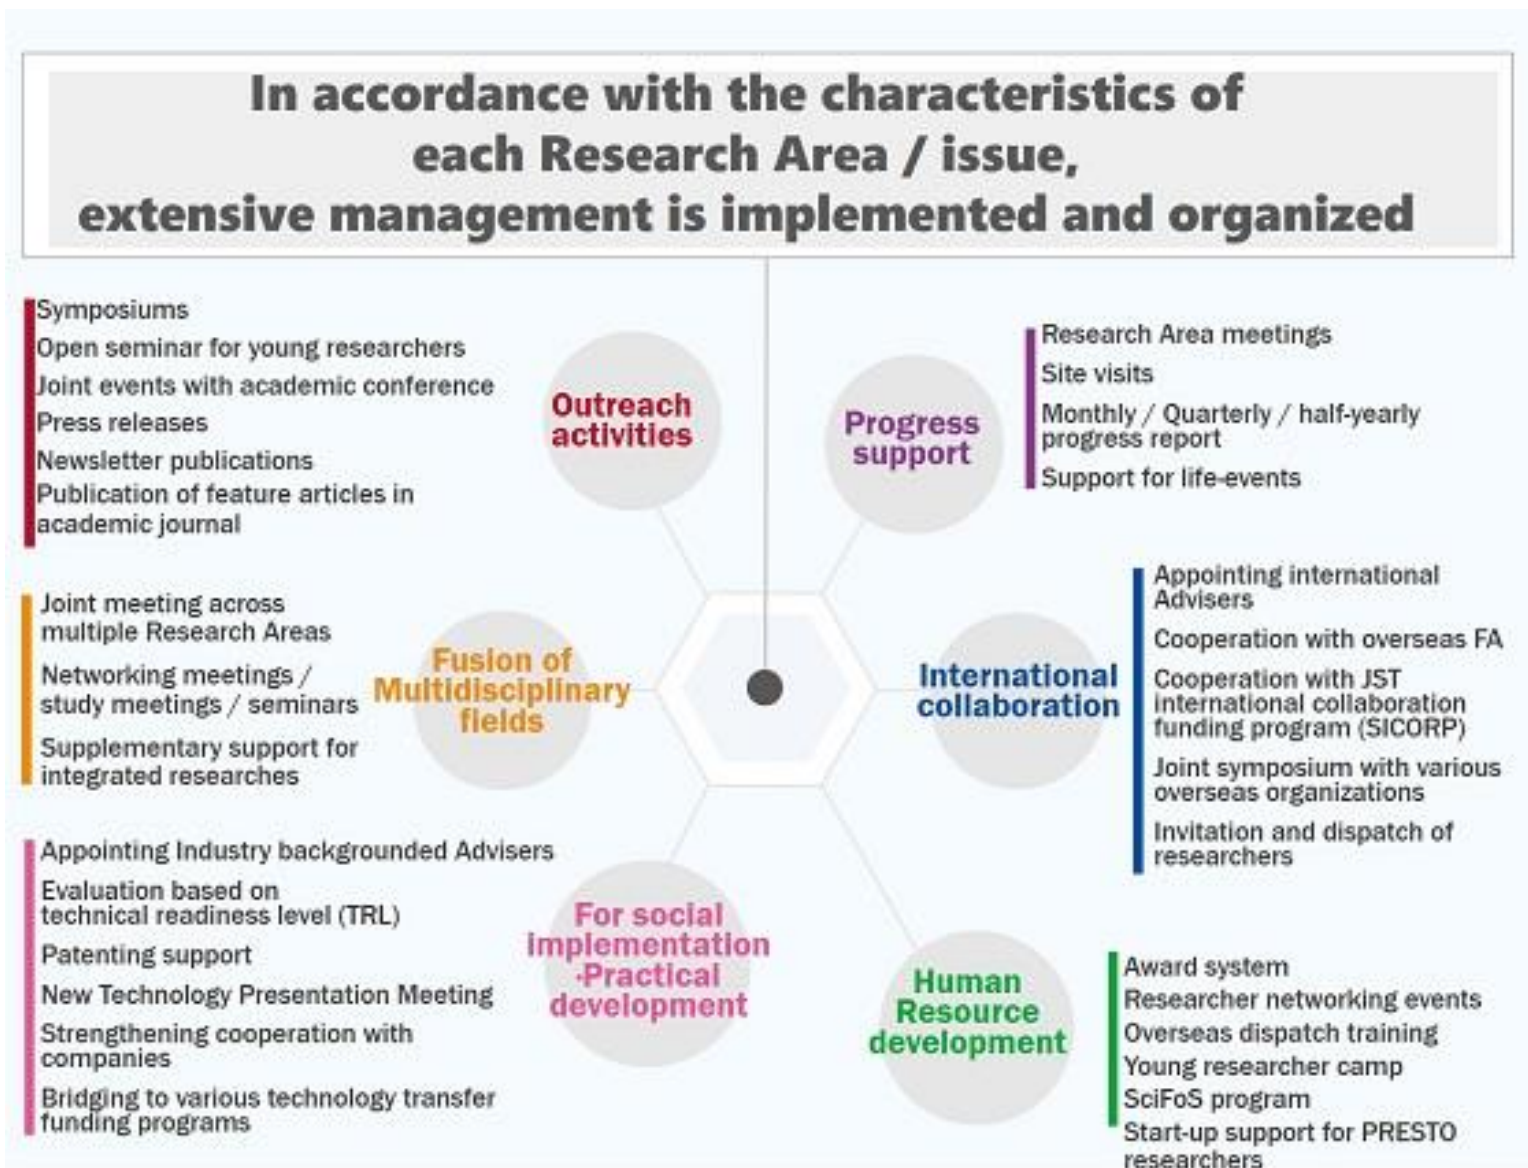 In accordance with the characteristics of
each Research Area / issue,
extensive management is implemented and organized
Symposiums
Open seminar for young researchers
Joint events with academic conference
Press releases
Newsletter publications
Publication of feature articles in
academic journal
Outreach
activities
Progress
support
Research Area meetings
Site visits
Monthly / Quarterly / half-yearly
progress report
Support for life-events
Joint meeting across
multiple Research Areas
Networking meetings /
study meetings / seminars
Supplementary support for
integrated researches
Fusion of
Multidisciplinary
fields
International
collaboration
Appointing international
Advisers
Cooperation with overseas FA
Cooperation with JST
international collaboration
funding program (SICORP)
Joint symposium with various
overseas organizations
Invitation and dispatch of
researchers
Appointing Industry backgrounded Advisers
Evaluation based on
technical readiness level (TRL)
Patenting support
New Technology Presentation Meeting
Strengthening cooperation with
companies
Bridging to various technology transfer
funding programs
For social
implementation
·Practical
development
Human
Resource
development
Award system
Researcher networking events
Overseas dispatch training
Young researcher camp
SciFoS program
Start-up support for PRESTO
researchers